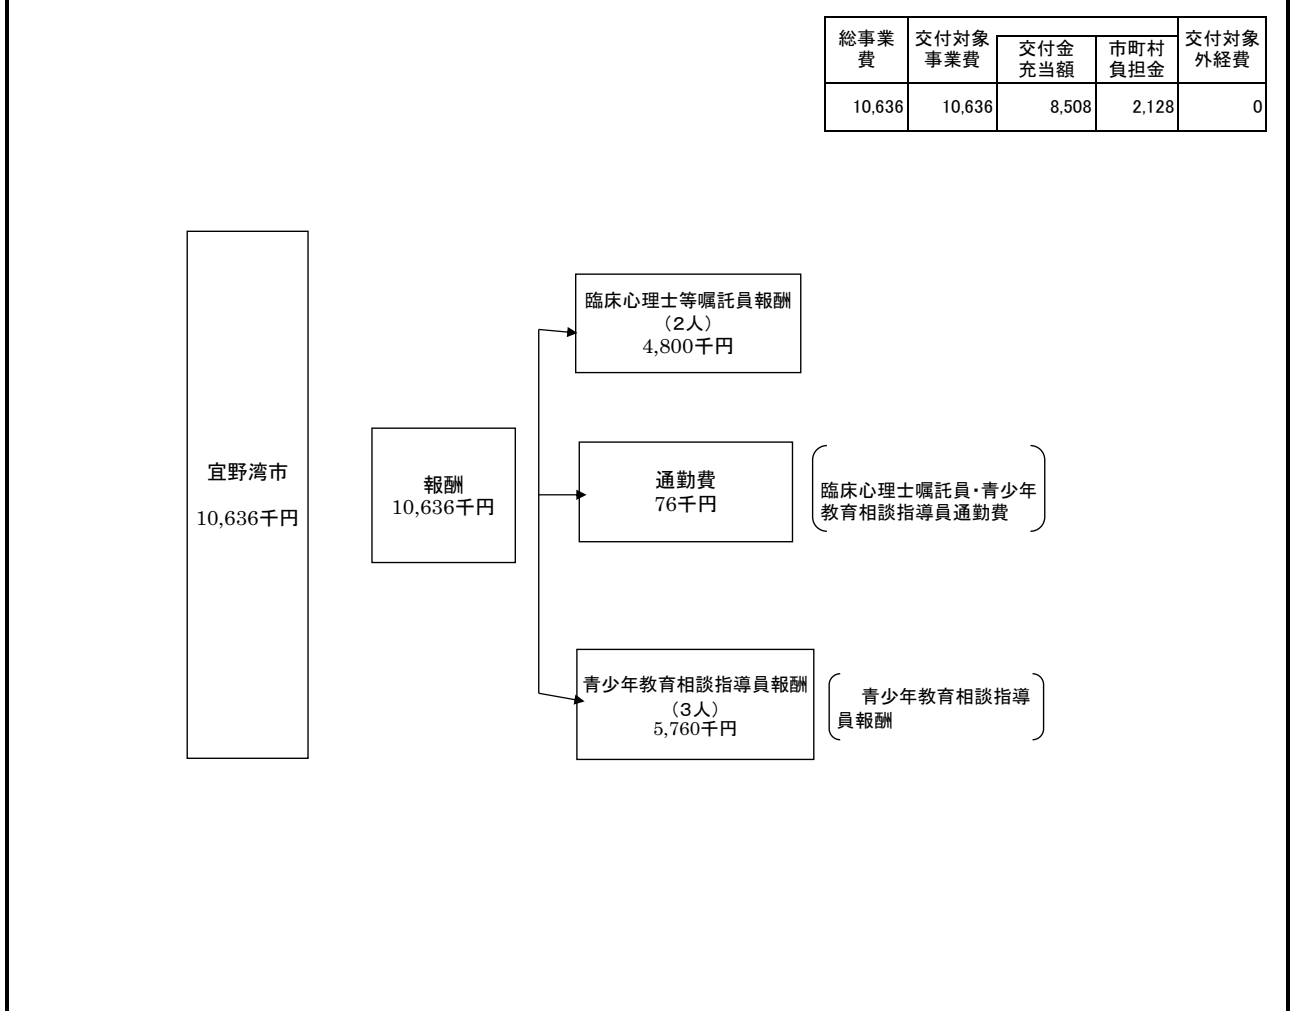 総事業
費
交付対象
事業費
交付金
充当額
市町村
負担金
交付対象
外経費
10,636
10,636
8,508
2,128
0
宜野湾市
10,636千円
報酬
10,636千円
臨床心理士等嘱託員報酬
（２人）
4,800千円
通勤費
76千円
臨床心理士嘱託員・青少年
教育相談指導員通勤費
青少年教育相談指導員報酬
（３人）
5,760千円
青少年教育相談指導
員報酬